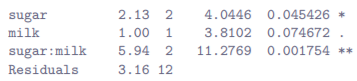 sugar 2.13 2 4.0446 0.045426 *
milk 1.00 1 3.8102 0.074672 .
sugar:milk 5.94 2 11.2769 0.001754 **
Residuals 3.16 12